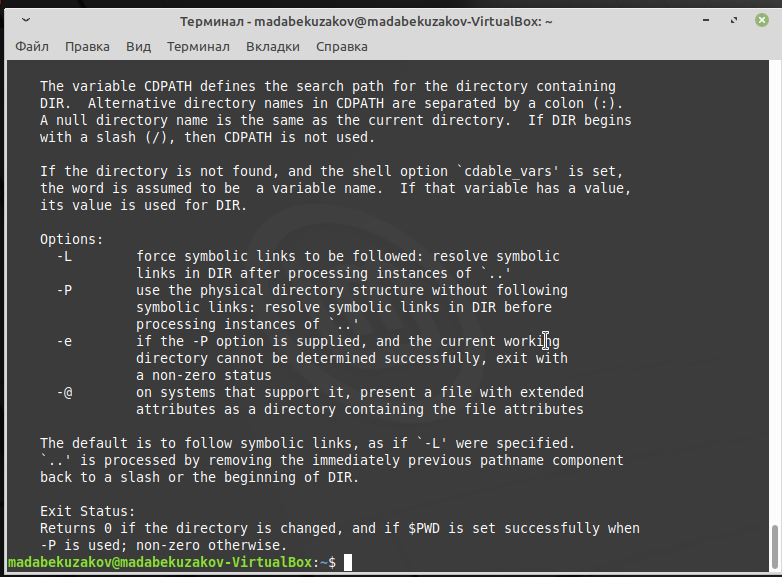 Терминал - madabekuzakov@madabekuzakov-VirtualBox: ~
Файл Правка Вид Терминал Вкладки Справка
The variable CDPATH defines the search path for the directory containing
DIR.  Alternative directory names in CDPATH are separated by a colon (:).
A null directory name is the same as the current directory.  If DIR begins
with a slash (/), then CDPATH is not used.
If the directory is not found, and the shell option `cdable_vars' is set,
the word is assumed to be  a variable name.  If that variable has a value,
its value is used for DIR.
Options:
-L        force symbolic links to be followed: resolve symbolic
links in DIR after processing instances of `..'
-P        use the physical directory structure without following
symbolic links: resolve symbolic links in DIR before
processing instances of `..'
-e        if the -P option is supplied, and the current working
directory cannot be determined successfully, exit with
a non-zero status
-@        on systems that support it, present a file with extended
attributes as a directory containing the file attributes
The default is to follow symbolic links, as if `-L' were specified.
`..' is processed by removing the immediately previous pathname component
back to a slash or the beginning of DIR.
Exit Status:
Returns 0 if the directory is changed, and if $PWD is set successfully when
-P is used; non-zero otherwise.
madabekuzakov@madabekuzakov-VirtualBox:~$